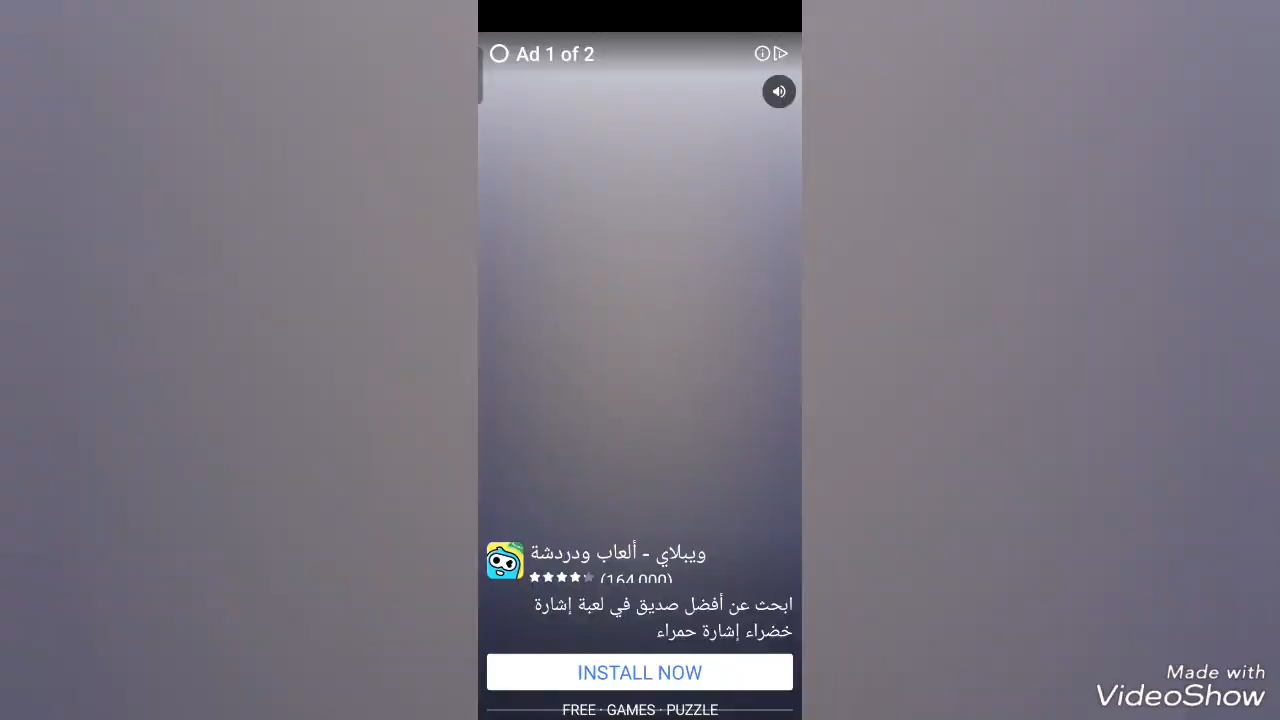 Ad 1 of 2
ويبلاي - ألعاب ودردشة
(164,000)
ابحث عن أفضل صديق في لعبة إشارة
خضراء إشارة حمراء
INSTALL NOW
FREE · GAMES · PUZZLE
Made with
VideoShow